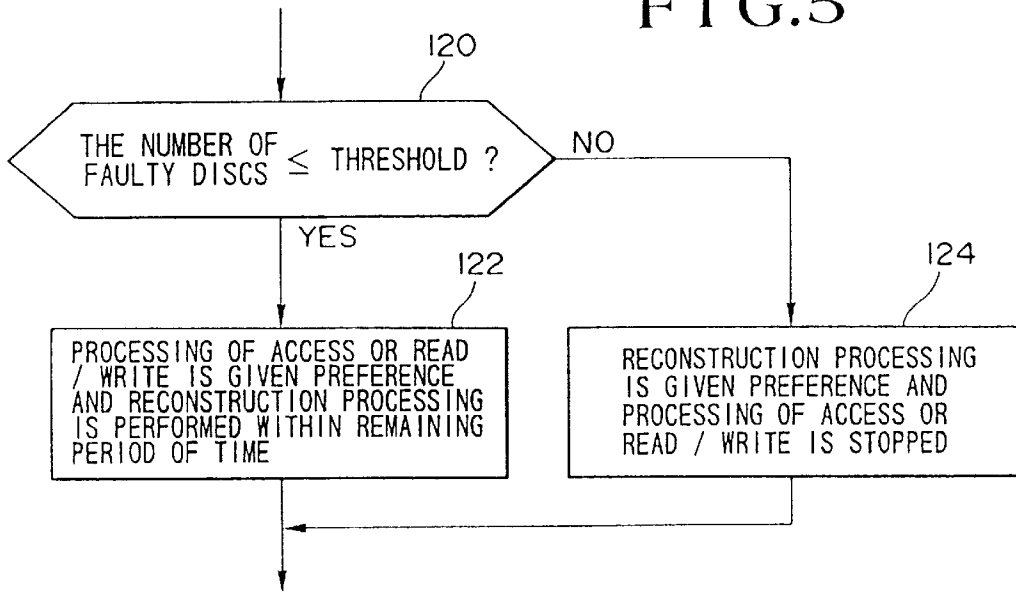 FIG.5
120
THE NUMBER OF
FAULTY DISCS ≤ THRESHOLD ?
NO
YES
122
124
PROCESSING OF ACCESS OR READ
/ WRITE IS GIVEN PREFERENCE
AND RECONSTRUCTION PROCESSING
IS PERFORMED WITHIN REMAINING
PERIOD OF TIME
RECONSTRUCTION PROCESSING
IS GIVEN PREFERENCE AND
PROCESSING OF ACCESS OR
READ / WRITE IS STOPPED